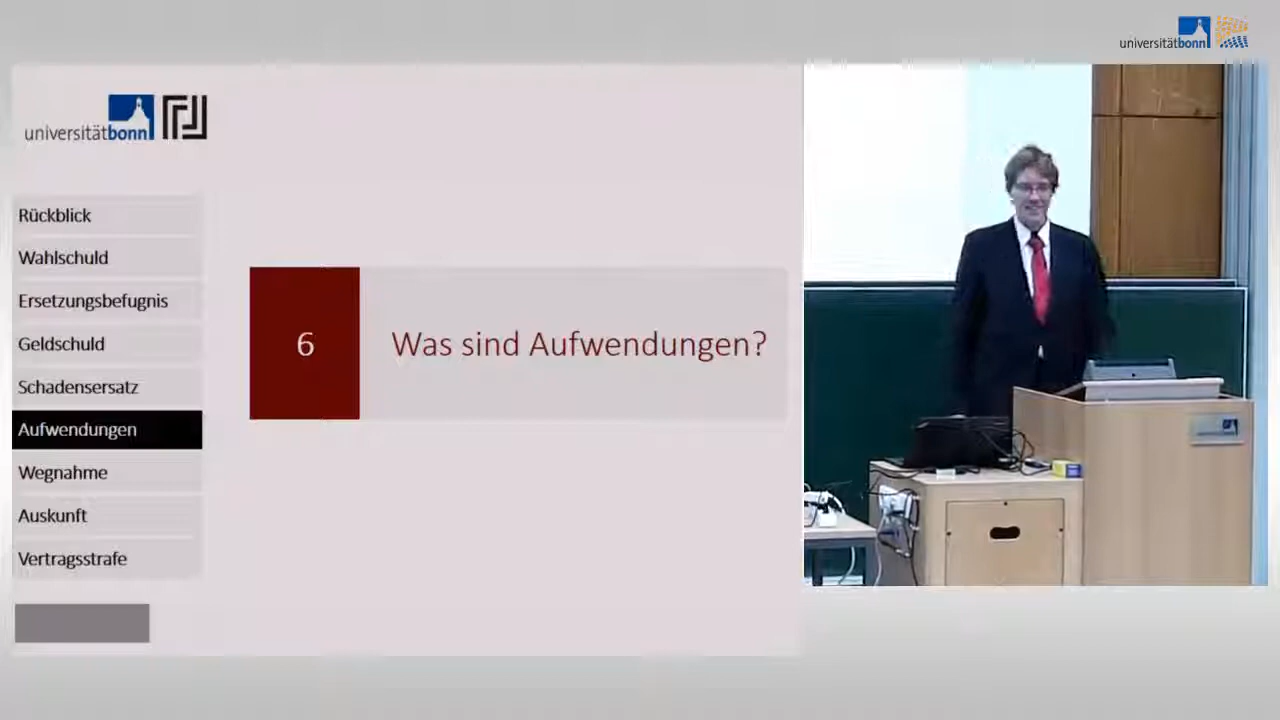 universitätbonn
universitätbonn
Rückblick
Wahlschuld
Ersetzungsbefugnis
Geldschuld
Schadensersatz
Aufwendungen
Wegnahme
Auskunft
Vertragsstrafe
6
Was sind Aufwendungen?